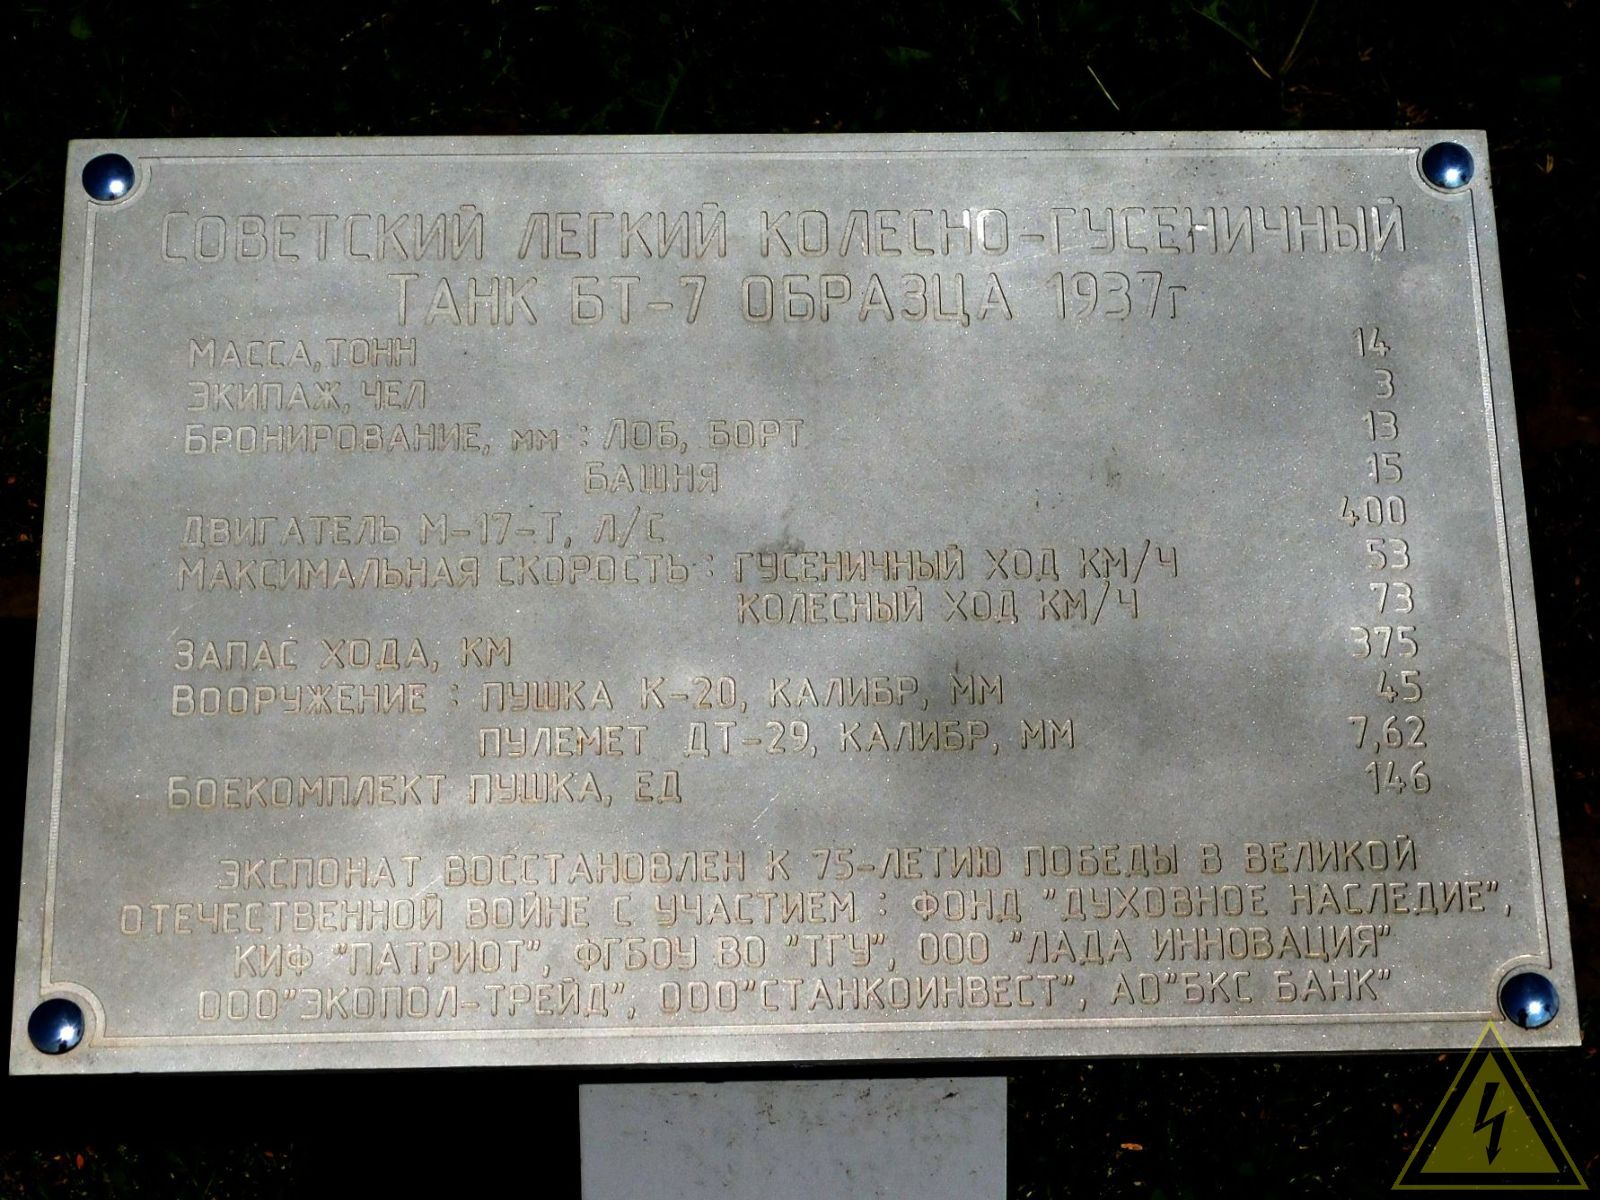 СОВЕТСКИЙ ЛЕГКИЙ КОЛЕСНО-ГУСЕНИЧНЫЙ
ТАНК БТ-7 ОБРАЗЦА 1937г
МАССА, ТОНН 14
ЭКИПАЖ, ЧЕЛ 3
БРОНИРОВАНИЕ, мм : ЛОБ, БОРТ 13
БАШНЯ 15
ДВИГАТЕЛЬ М-17-Т, Л/С 400
МАКСИМАЛЬНАЯ СКОРОСТЬ : ГУСЕНИЧНЫЙ ХОД КМ/Ч 53
КОЛЕСНЫЙ ХОД КМ/Ч 73
ЗАПАС ХОДА, КМ 375
ВООРУЖЕНИЕ : ПУШКА К-20, КАЛИБР, ММ 45
ПУЛЕМЕТ ДТ-29, КАЛИБР, ММ 7,62
БОЕКОМПЛЕКТ ПУШКА, ЕД 146
ЭКСПОНАТ ВОССТАНОВЛЕН К 75-ЛЕТИЮ ПОБЕДЫ В ВЕЛИКОЙ
ОТЕЧЕСТВЕННОЙ ВОЙНЕ С УЧАСТИЕМ : ФОНД "ДУХОВНОЕ НАСЛЕДИЕ",
КИФ "ПАТРИОТ", ФГБОУ ВО "ТГУ", ООО "ЛАДА ИННОВАЦИЯ"
ООО"ЭКОПОЛ-ТРЕЙД", ООО"СТАНКОИНВЕСТ", АО"БКС БАНК"